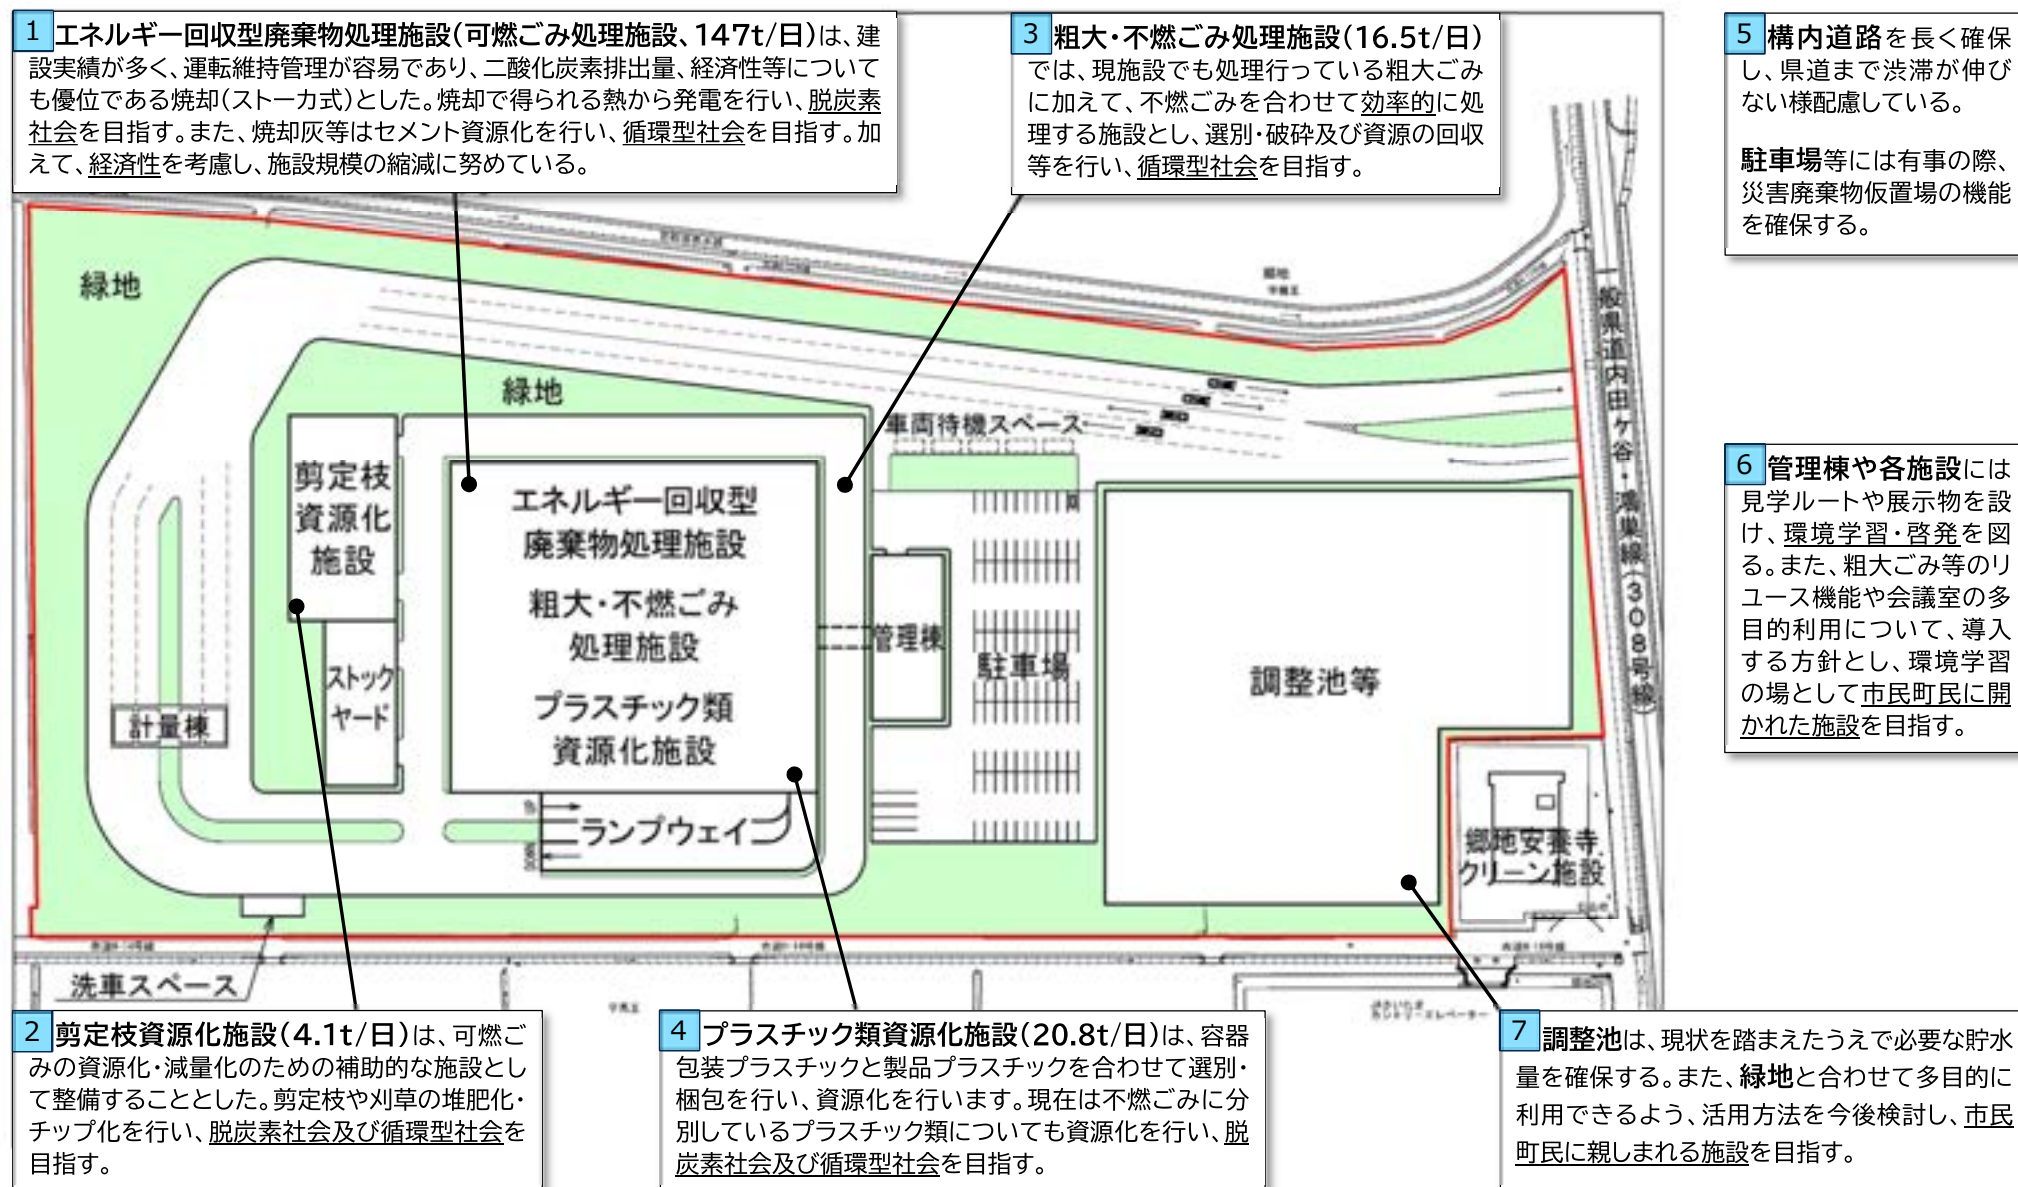 1 エネルギー回収型廃棄物処理施設(可燃ごみ処理施設、147t/日)は、建
設実績が多く、運転維持管理が容易であり、二酸化炭素排出量、経済性等について
も優位である焼却(ストーカ式)とした。焼却で得られる熱から発電を行い、脱炭素
社会を目指す。また、焼却灰等はセメント資源化を行い、循環型社会を目指す。加
えて、経済性を考慮し、施設規模の縮減に努めている。
3 粗大・不燃ごみ処理施設(16.5t/日)
では、現施設でも処理行っている粗大ごみ
に加えて、不燃ごみを合わせて効率的に処
理する施設とし、選別・破砕及び資源の回収
等を行い、循環型社会を目指す。
5 構内道路を長く確保
し、県道まで渋滞が伸び
ない様配慮している。
駐車場等には有事の際、
災害廃棄物仮置場の機能
を確保する。
緑地
緑地
車両待機スペース
剪定枝
資源化
施設
エネルギー回収型
廃棄物処理施設
粗大・不燃ごみ
処理施設
プラスチック類
資源化施設
ストック
ヤード
計量棟
管理棟
駐車場
調整池等
ランプウェイ
洗車スペース
郷地安養寺
クリーン施設
一般県道内田ケ谷・鴻巣線(308号線)
6 管理棟や各施設には
見学ルートや展示物を設
け、環境学習・啓発を図
る。また、粗大ごみ等のリ
ユース機能や会議室の多
目的利用について、導入
する方針とし、環境学習
の場として市民町民に開
かれた施設を目指す。
2 剪定枝資源化施設(4.1t/日)は、可燃ご
みの資源化・減量化のための補助的な施設とし
て整備することとした。剪定枝や刈草の堆肥化・
チップ化を行い、脱炭素社会及び循環型社会を
目指す。
4 プラスチック類資源化施設(20.8t/日)は、容器
包装プラスチックと製品プラスチックを合わせて選別・
梱包を行い、資源化を行います。現在は不燃ごみに分
別しているプラスチック類についても資源化を行い、脱
炭素社会及び循環型社会を目指す。
7 調整池は、現状を踏まえたうえで必要な貯水
量を確保する。また、緑地と合わせて多目的に
利用できるよう、活用方法を今後検討し、市民
町民に親しまれる施設を目指す。